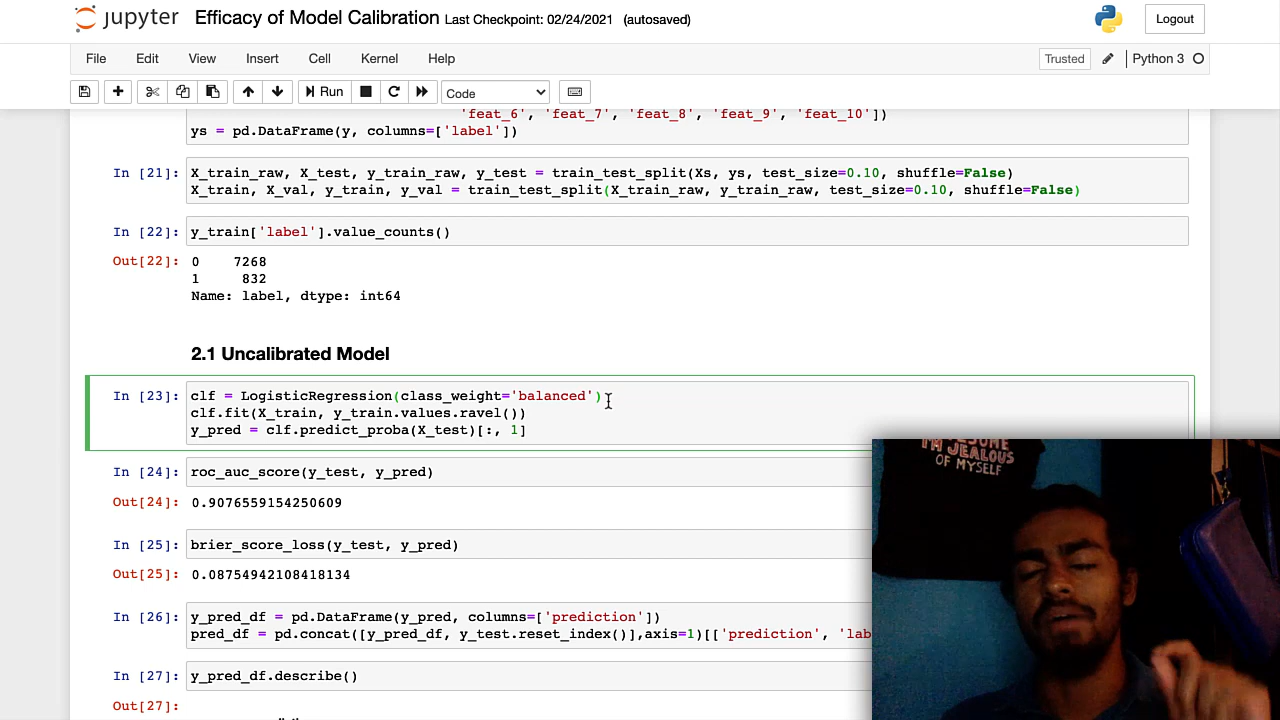 jupyter Efficacy of Model Calibration Last Checkpoint: 02/24/2021 (autosaved) Logout
File Edit View Insert Cell Kernel Help Trusted Python 3
Run Code
'feat_6', 'feat_7', 'feat_8', 'feat_9', 'feat_10'])
ys = pd.DataFrame(y, columns=['label'])
In [21]: X_train_raw, X_test, y_train_raw, y_test = train_test_split(Xs, ys, test_size=0.10, shuffle=False)
X_train, X_val, y_train, y_val = train_test_split(X_train_raw, y_train_raw, test_size=0.10, shuffle=False)
In [22]: y_train['label'].value_counts()
Out[22]: 0 7268
1 832
Name: label, dtype: int64
2.1 Uncalibrated Model
In [23]: clf = LogisticRegression(class_weight='balanced')
clf.fit(X_train, y_train.values.ravel())
y_pred = clf.predict_proba(X_test)[:, 1]
In [24]: roc_auc_score(y_test, y_pred)
Out[24]: 0.9076559154250609
In [25]: brier_score_loss(y_test, y_pred)
Out[25]: 0.08754942108418134
In [26]: y_pred_df = pd.DataFrame(y_pred, columns=['prediction'])
pred_df = pd.concat([y_pred_df, y_test.reset_index()],axis=1)[['prediction', 'lab
In [27]: y_pred_df.describe()
Out[27]:
I'M JEALOUS
OF MYSELF